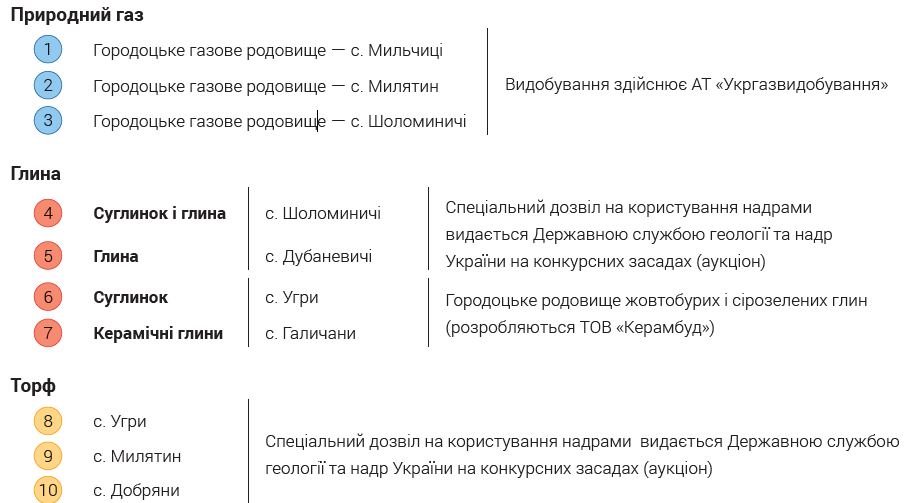 Природний газ
1 Городоцьке газове родовище — с. Мильчиці
2 Городоцьке газове родовище — с. Милятин
3 Городоцьке газове родовище — с. Шоломиничі
Видобування здійснює АТ «Укргазвидобування»
Глина
4 Суглинок і глина с. Шоломиничі
5 Глина с. Дубаневичі
Спеціальний дозвіл на користування надрами
видається Державною службою геології та надр
України на конкурсних засадах (аукціон)
6 Суглинок с. Угри
7 Керамічні глини с. Галичани
Городоцьке родовище жовтобурих і сірозелених глин
(розробляються ТОВ «Керамбуд»)
Торф
8 с. Угри
9 с. Милятин
10 с. Добряни
Спеціальний дозвіл на користування надрами видається Державною службою
геології та надр України на конкурсних засадах (аукціон)